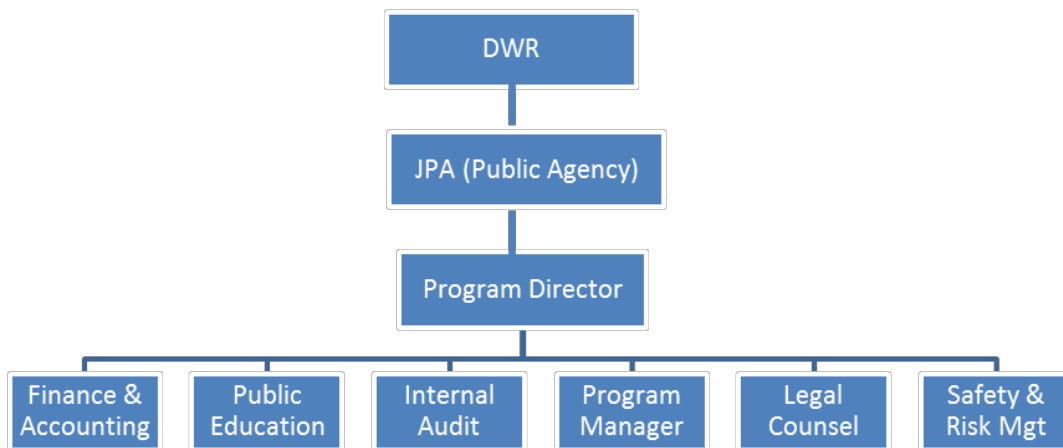 DWR
JPA (Public Agency)
Program Director
Finance &
Accounting
Public
Education
Internal
Audit
Program
Manager
Legal
Counsel
Safety &
Risk Mgt